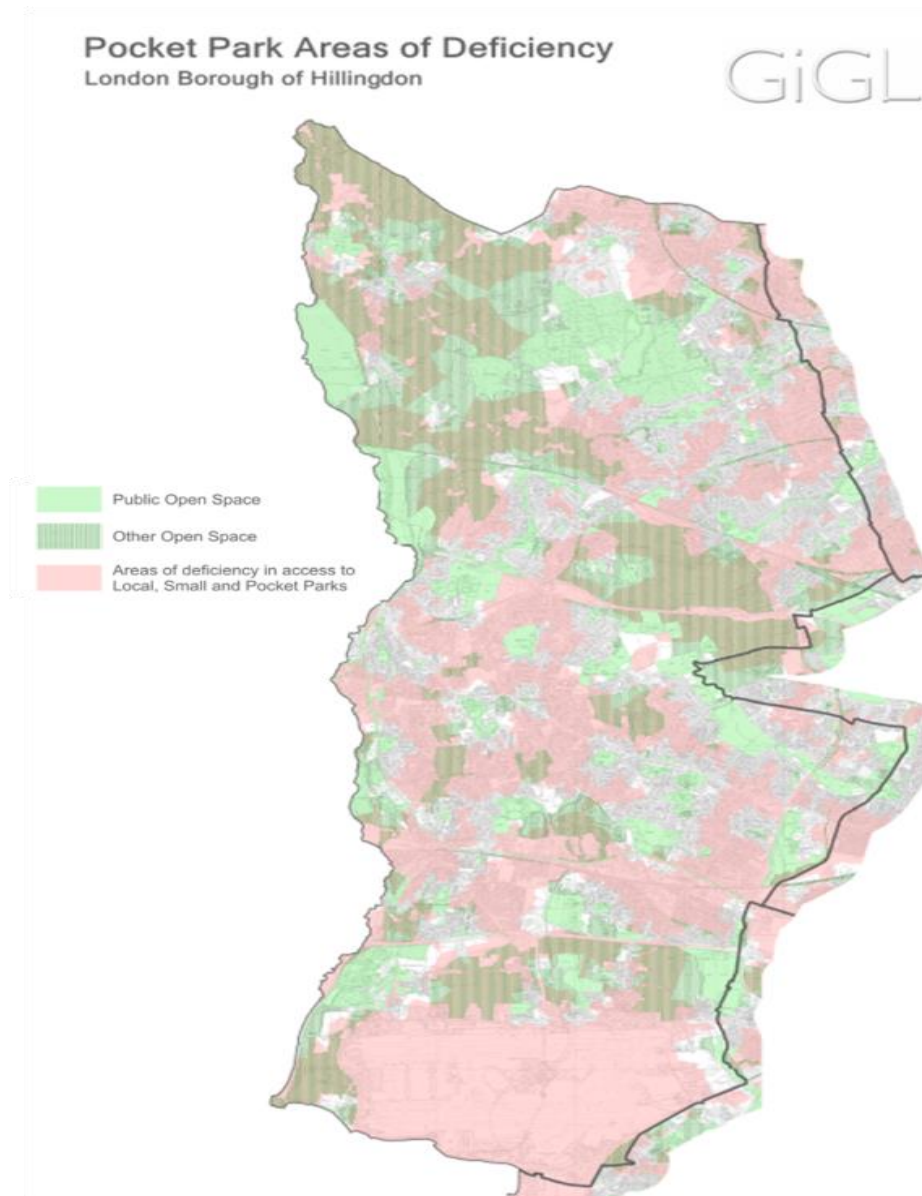 Pocket Park Areas of Deficiency
London Borough of Hillingdon
GiGL
Public Open Space
Other Open Space
Areas of deficiency in access to
Local, Small and Pocket Parks